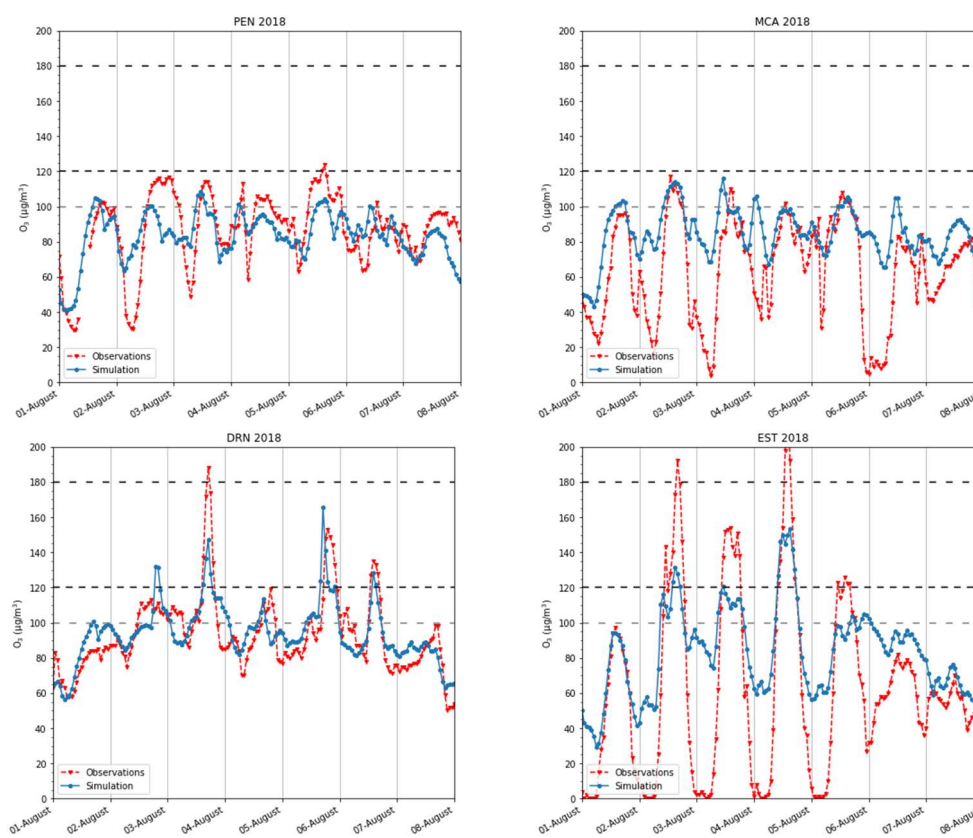 PEN 2018
200
180
160
140
120
100
80
60
40
20
0
O3 (µg/m³)
Observations
Simulation
01-August
02-August
03-August
04-August
05-August
06-August
07-August
08-August
MCA 2018
200
180
160
140
120
100
80
60
40
20
0
O3 (µg/m³)
Observations
Simulation
01-August
02-August
03-August
04-August
05-August
06-August
07-August
08-August
DRN 2018
200
180
160
140
120
100
80
60
40
20
0
O3 (µg/m³)
Observations
Simulation
01-August
02-August
03-August
04-August
05-August
06-August
07-August
08-August
EST 2018
200
180
160
140
120
100
80
60
40
20
0
O3 (µg/m³)
Observations
Simulation
01-August
02-August
03-August
04-August
05-August
06-August
07-August
08-August